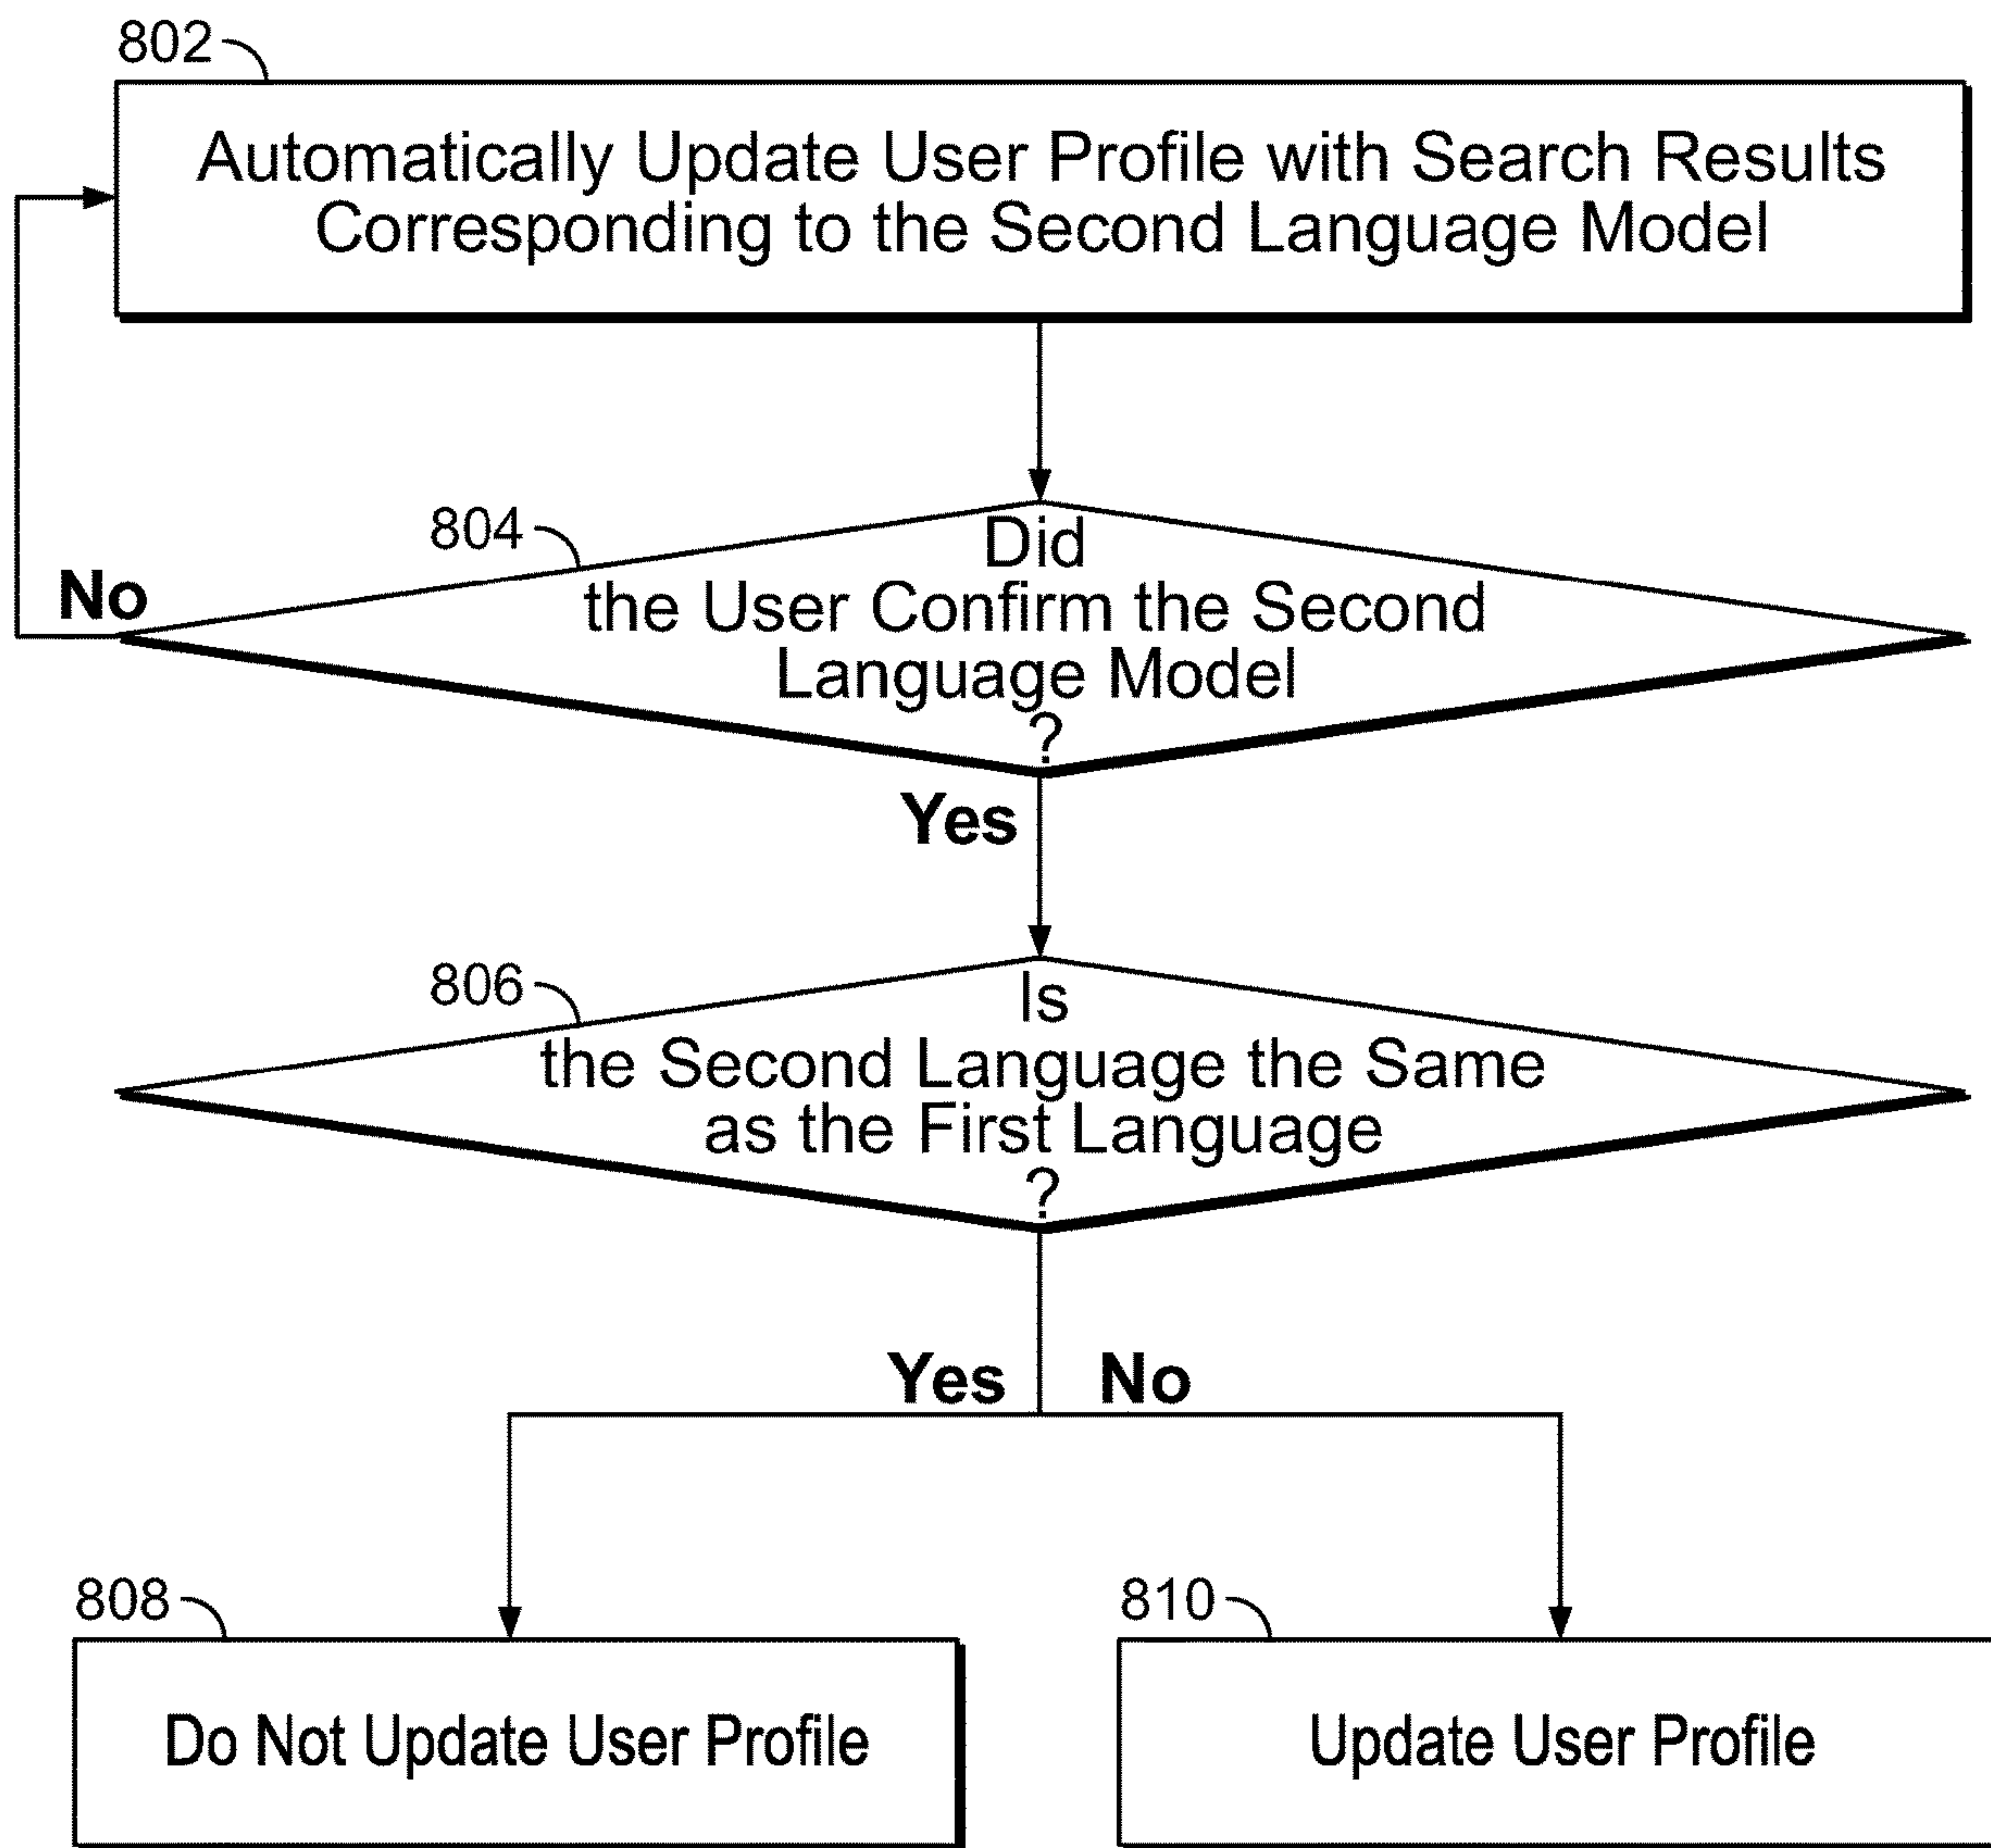 802
Automatically Update User Profile with Search Results
Corresponding to the Second Language Model
804
Did
the User Confirm the Second
Language Model
?
No
Yes
806
Is
the Second Language the Same
as the First Language
?
Yes No
808
Do Not Update User Profile
810
Update User Profile